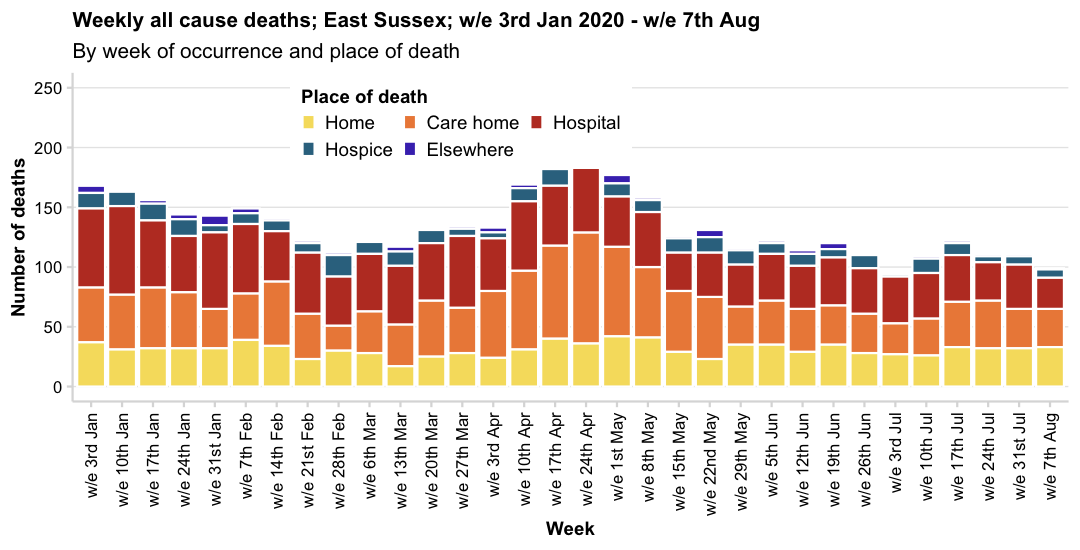 Weekly all cause deaths; East Sussex; w/e 3rd Jan 2020 - w/e 7th Aug
By week of occurrence and place of death
Number of deaths
250
200
150
100
50
0
Place of death
Home Care home Hospital
Hospice Elsewhere
w/e 3rd Jan
w/e 10th Jan
w/e 17th Jan
w/e 24th Jan
w/e 31st Jan
w/e 7th Feb
w/e 14th Feb
w/e 21st Feb
w/e 28th Feb
w/e 6th Mar
w/e 13th Mar
w/e 20th Mar
w/e 27th Mar
w/e 3rd Apr
w/e 10th Apr
w/e 17th Apr
w/e 24th Apr
w/e 1st May
w/e 8th May
w/e 15th May
w/e 22nd May
w/e 29th May
w/e 5th Jun
w/e 12th Jun
w/e 19th Jun
w/e 26th Jun
w/e 3rd Jul
w/e 10th Jul
w/e 17th Jul
w/e 24th Jul
w/e 31st Jul
w/e 7th Aug
Week